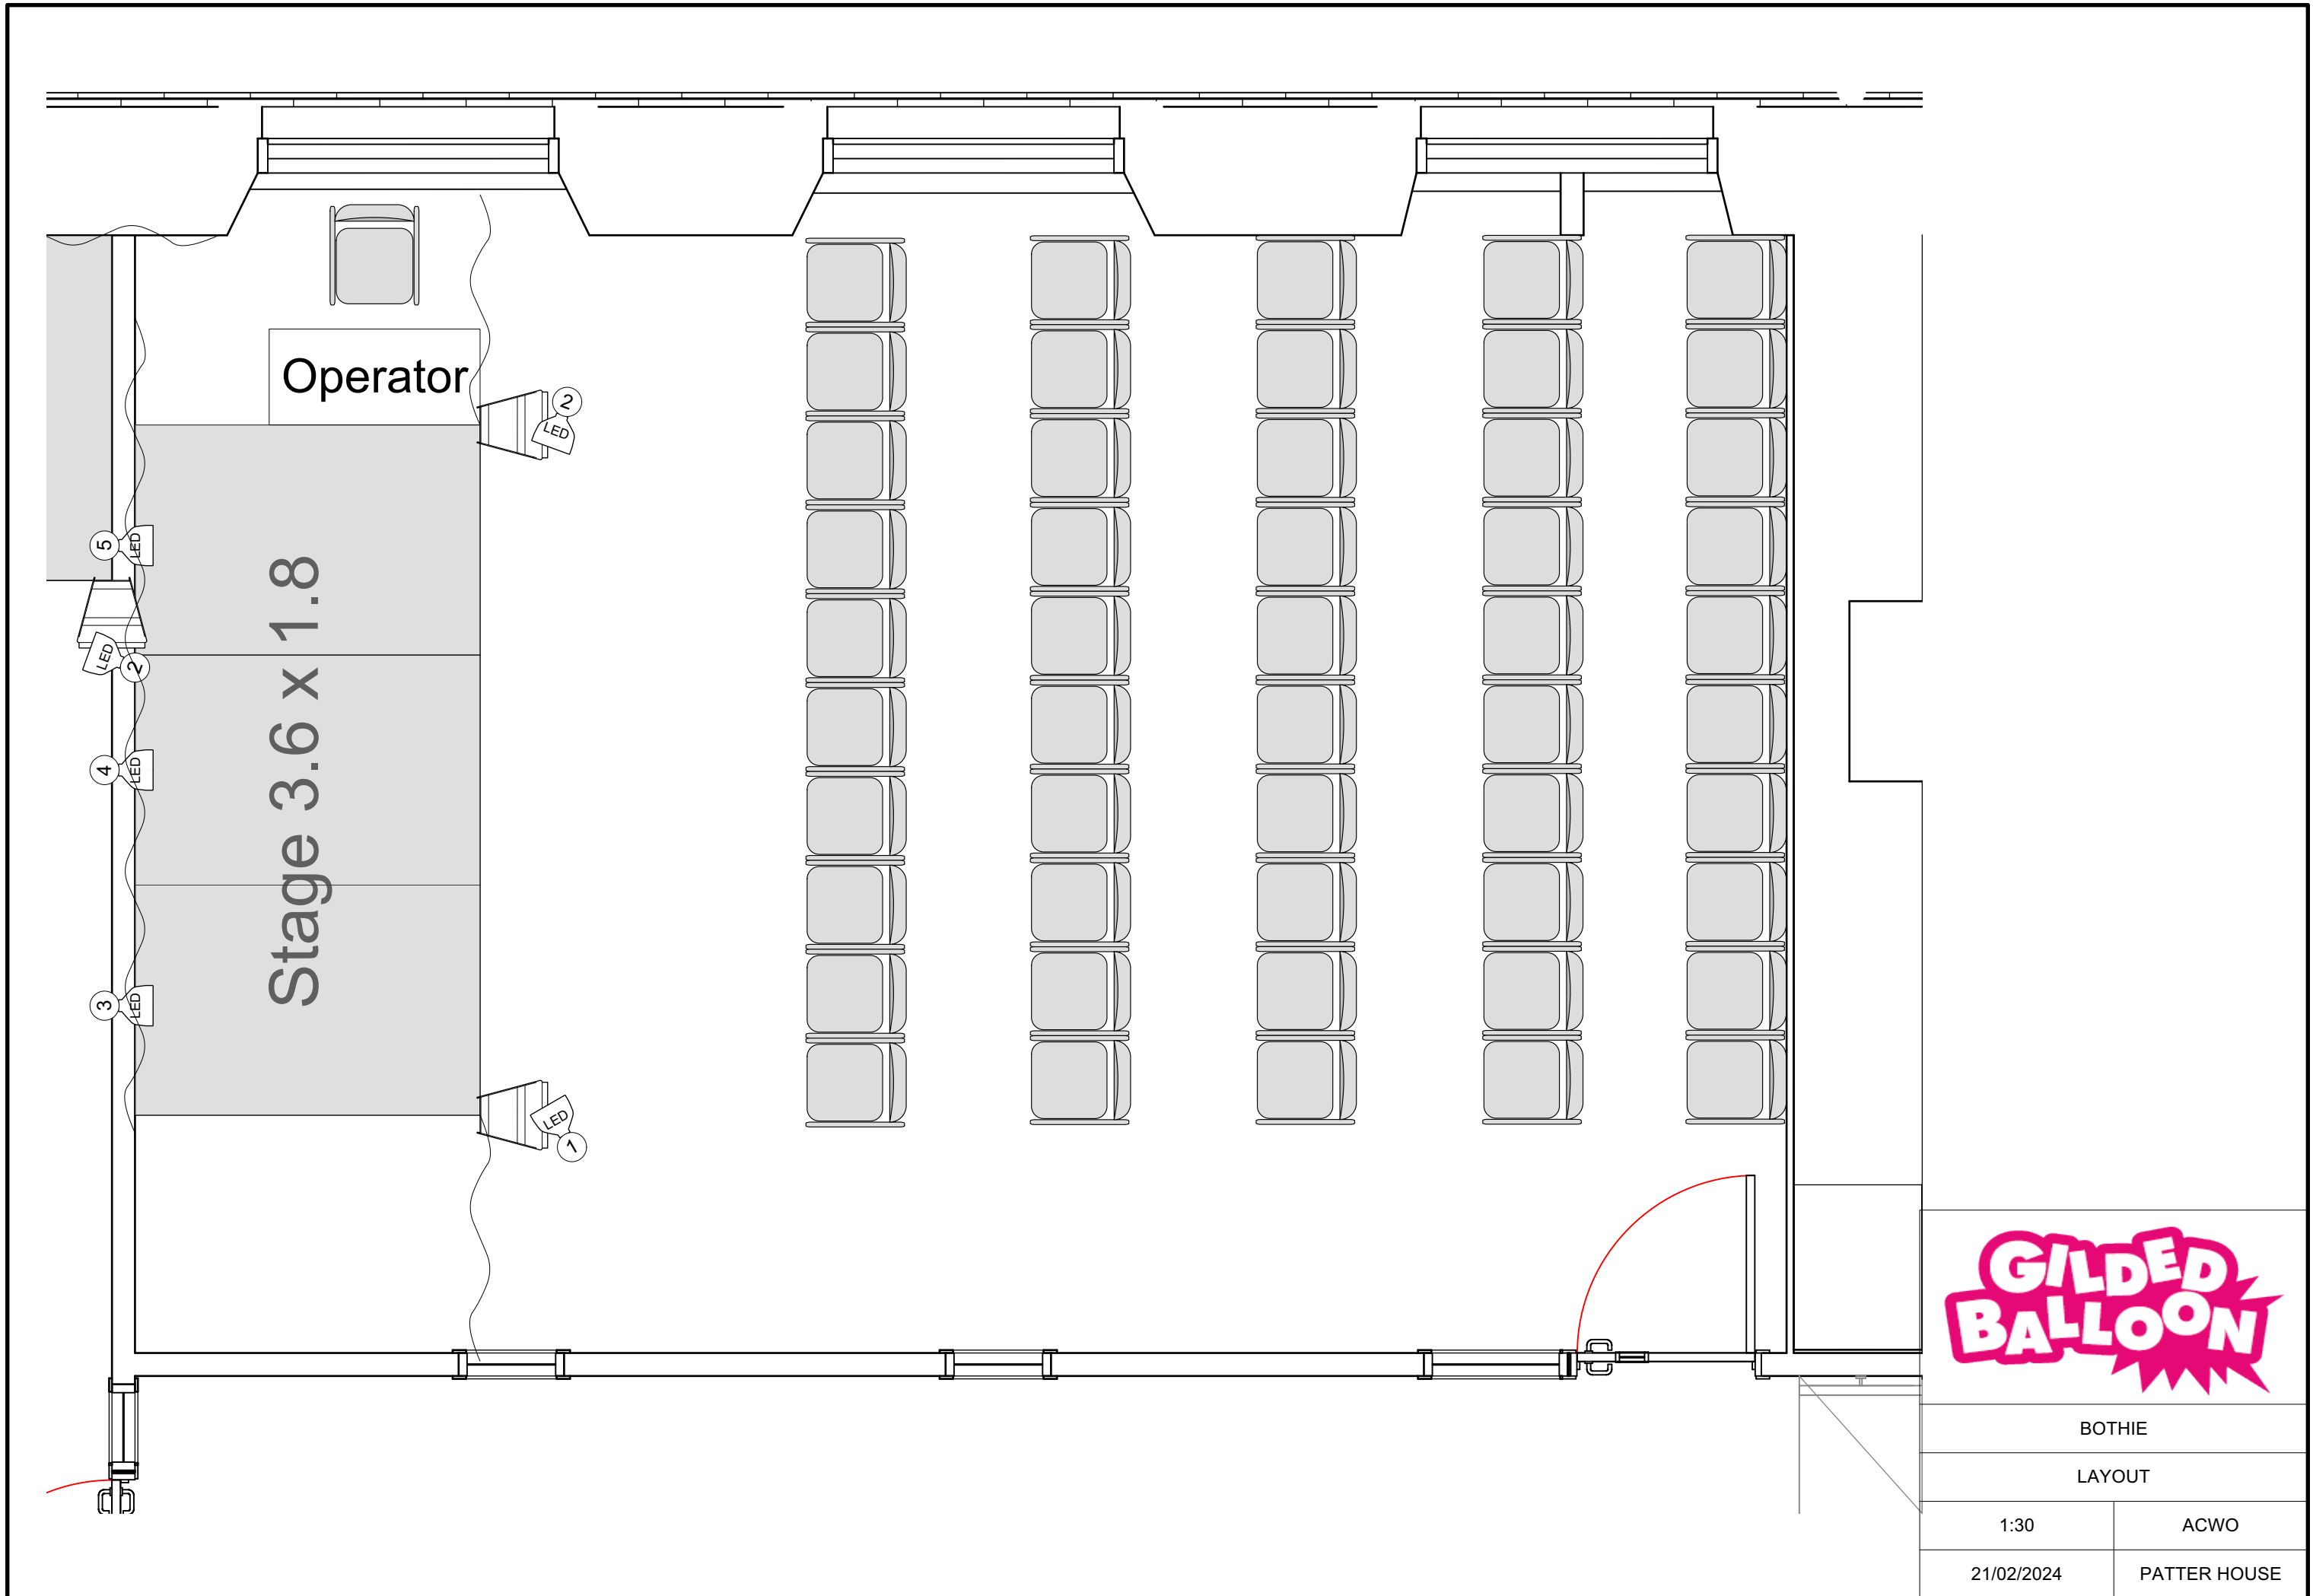 Operator
2
LED
5
LED
LED
2
Stage 3.6 x 1.8
4
LED
3
LED
LED
1
GILDED
BALLOON
BOTHIE
LAYOUT
1:30
ACWO
21/02/2024
PATTER HOUSE